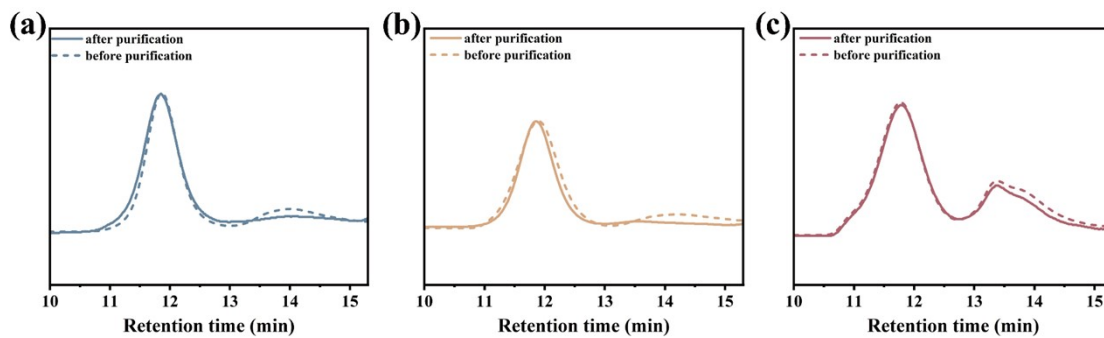 (a)
after purification
before purification
10 11 12 13 14 15
Retention time (min)
(b)
after purification
before purification
10 11 12 13 14 15
Retention time (min)
(c)
after purification
before purification
10 11 12 13 14 15
Retention time (min)